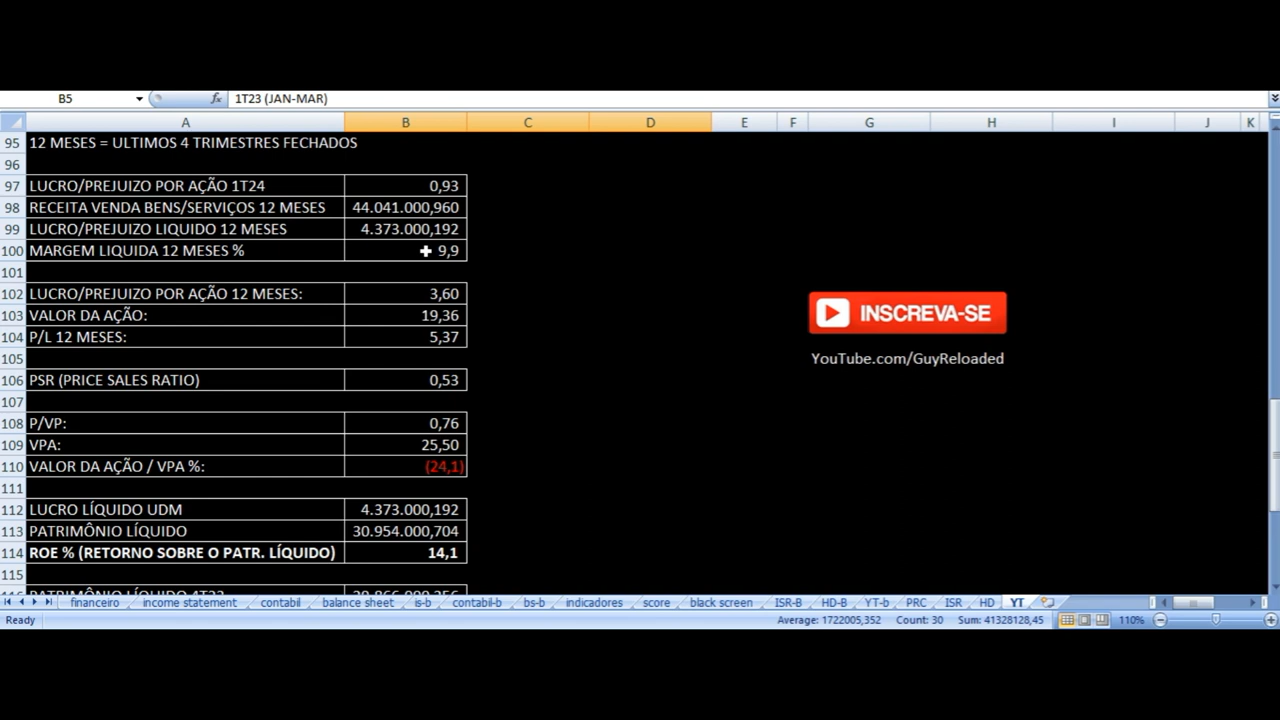 B5 fx 1T23 (JAN-MAR)
A B C D E F G H I J K
95 12 MESES = ULTIMOS 4 TRIMESTRES FECHADOS
96
97 LUCRO/PREJUIZO POR AÇÃO 1T24 0,93
98 RECEITA VENDA BENS/SERVIÇOS 12 MESES 44.041.000,960
99 LUCRO/PREJUIZO LIQUIDO 12 MESES 4.373.000,192
100 MARGEM LIQUIDA 12 MESES % 9,9
101
102 LUCRO/PREJUIZO POR AÇÃO 12 MESES: 3,60
103 VALOR DA AÇÃO: 19,36
104 P/L 12 MESES: 5,37
105
106 PSR (PRICE SALES RATIO) 0,53
107
108 P/VP: 0,76
109 VPA: 25,50
110 VALOR DA AÇÃO / VPA %: (24,1)
111
112 LUCRO LÍQUIDO UDM 4.373.000,192
113 PATRIMÔNIO LÍQUIDO 30.954.000,704
114 ROE % (RETORNO SOBRE O PATR. LÍQUIDO) 14,1
115
INSCREVA-SE
YouTube.com/GuyReloaded
financeiro income statement contabil balance sheet is-b contabil-b bs-b indicadores score black screen ISR-B HD-B YT-b PRC ISR HD YT
Ready Average: 1722005,352 Count: 30 Sum: 41328128,45 110%